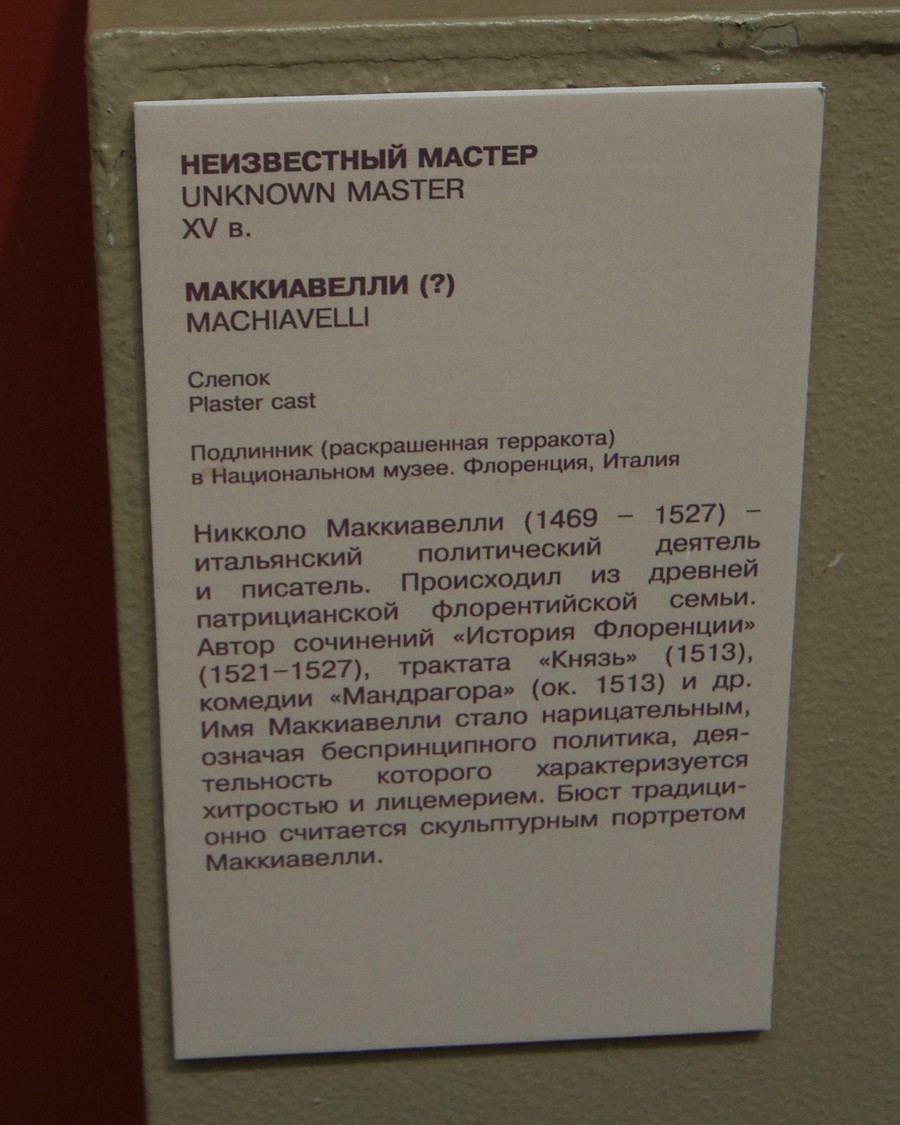 НЕИЗВЕСТНЫЙ МАСТЕР
UNKNOWN MASTER
XV в.
МАККИАВЕЛЛИ (?)
MACHIAVELLI
Слепок
Plaster cast
Подлинник (раскрашенная терракота)
в Национальном музее. Флоренция, Италия
Никколо Маккиавелли (1469 – 1527) –
итальянский политический деятель
и писатель. Происходил из древней
патрицианской флорентийской семьи.
Автор сочинений «История Флоренции»
(1521–1527), трактата «Князь» (1513),
комедии «Мандрагора» (ок. 1513) и др.
Имя Маккиавелли стало нарицательным,
означая беспринципного политика, дея-
тельность которого характеризуется
хитростью и лицемерием. Бюст традици-
онно считается скульптурным портретом
Маккиавелли.